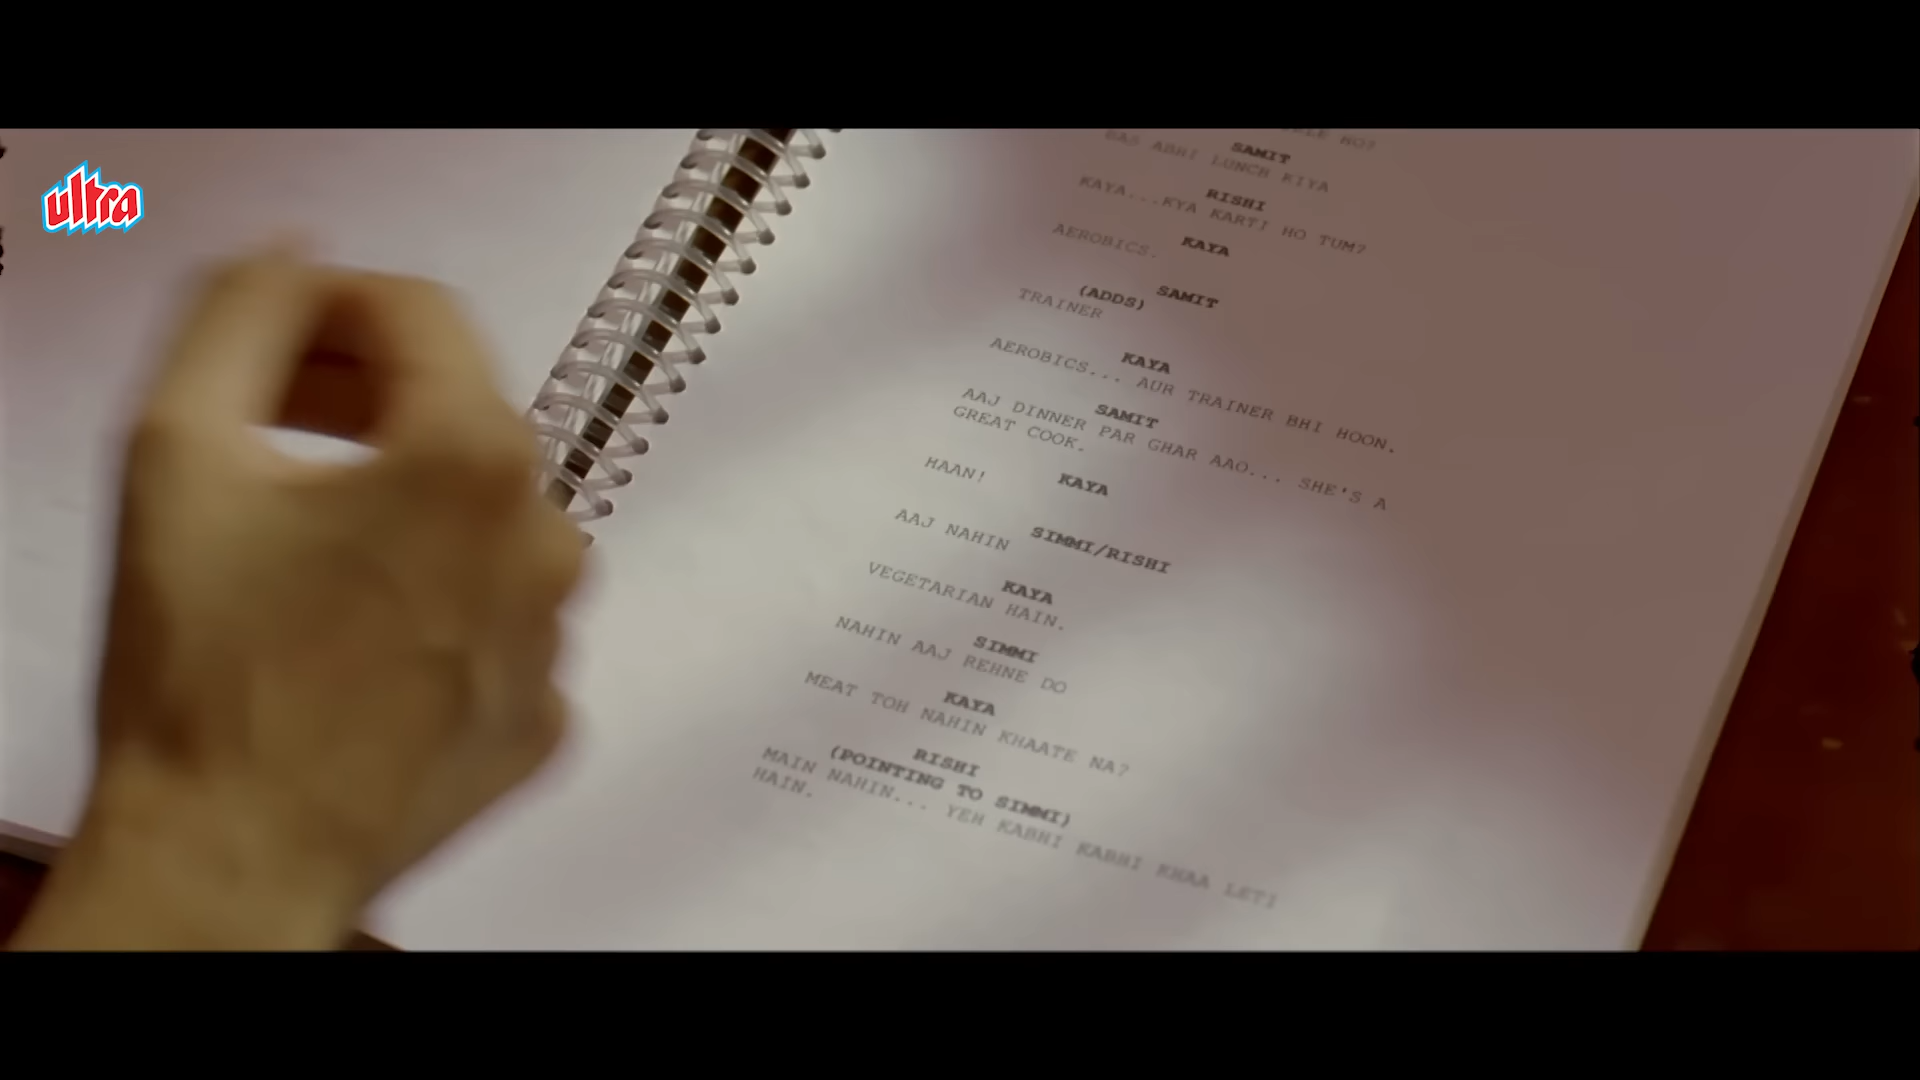 ultra
HO?
SAMIT
BAS ABHI LUNCH KIYA
RISHI
KAYA...KYA KARTI HO TUM?
KAYA
AEROBICS.
SAMIT
(ADDS)
TRAINER
KAYA
AEROBICS... AUR TRAINER BHI HOON.
SAMIT
AAJ DINNER PAR GHAR AAO... SHE'S A
GREAT COOK.
KAYA
HAAN!
SIMMI/RISHI
AAJ NAHIN
KAYA
VEGETARIAN HAIN.
SIMMI
NAHIN AAJ REHNE DO
KAYA
MEAT TOH NAHIN KHAATE NA?
RISHI
(POINTING TO SIMMI)
MAIN NAHIN... YEH KABHI KABHI KHAA LETI
HAIN.